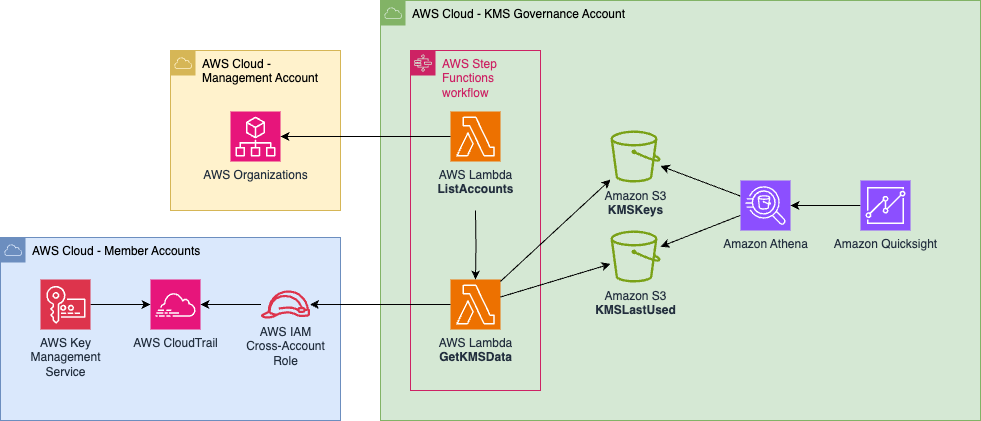 AWS Cloud - KMS Governance Account
AWS Cloud -
Management Account
AWS Organizations
AWS Step
Functions
workflow
AWS Lambda
ListAccounts
Amazon S3
KMSKeys
Amazon Athena
Amazon Quicksight
Amazon S3
KMSLastUsed
AWS Lambda
GetKMSData
AWS Cloud - Member Accounts
AWS Key
Management
Service
AWS CloudTrail
AWS IAM
Cross-Account
Role